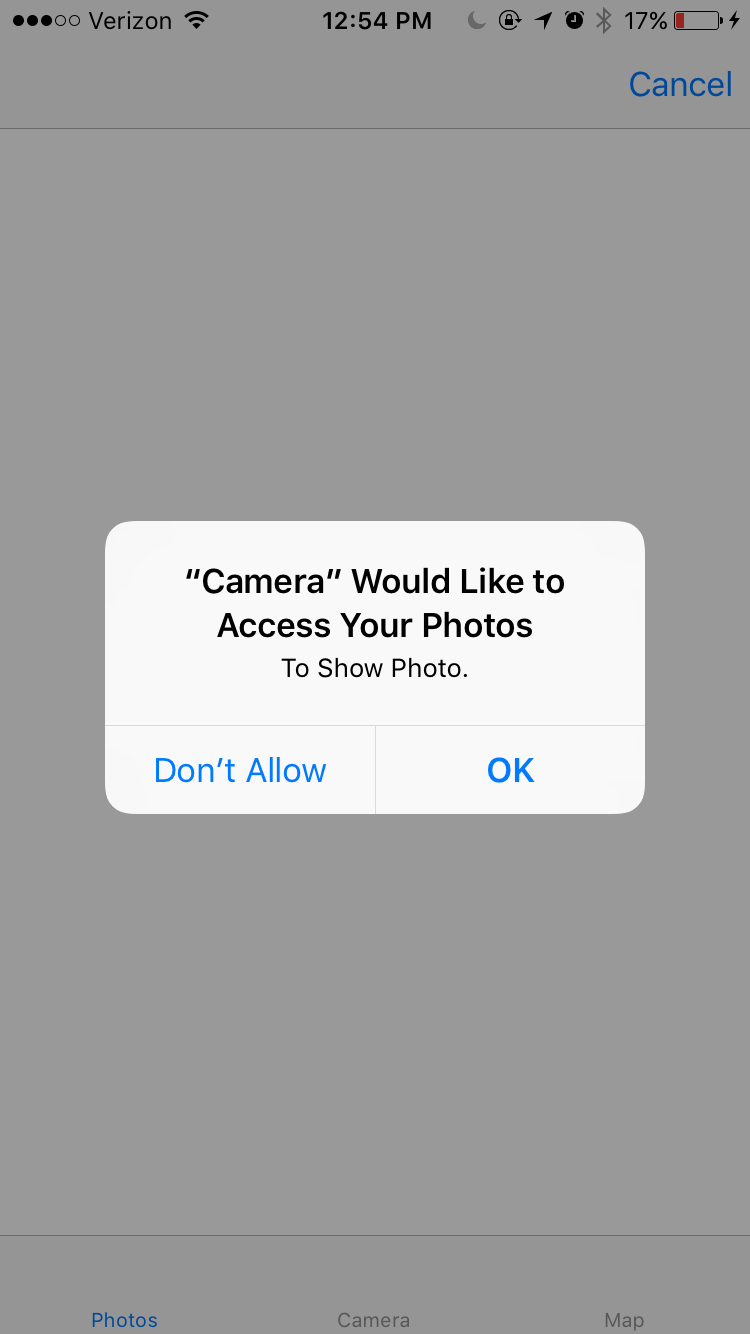 Verizon 12:54 PM 17%
Cancel
“Camera” Would Like to
Access Your Photos
To Show Photo.
Don’t Allow OK
Photos Camera Map